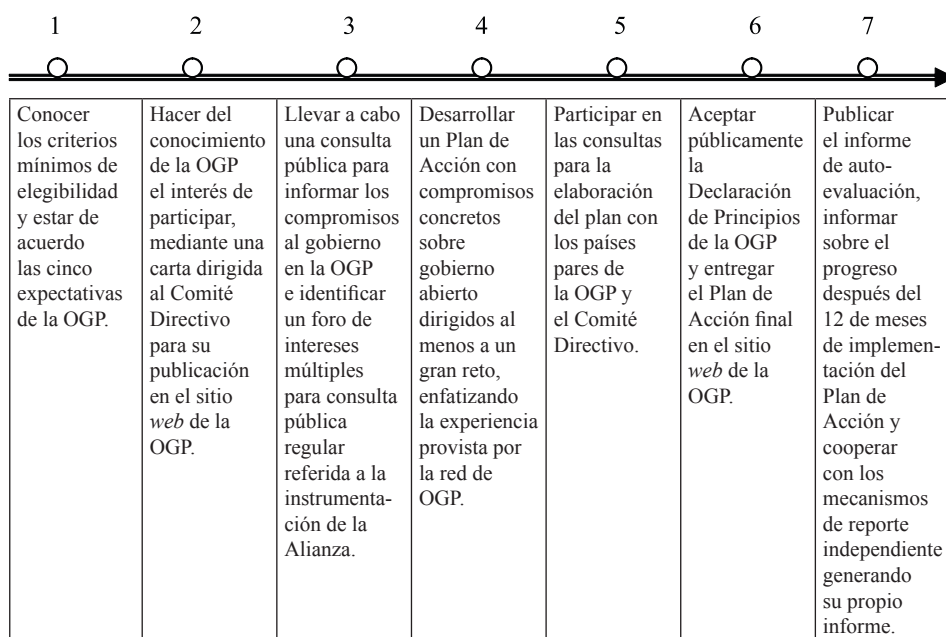 1 2 3 4 5 6 7
Conocer
los criterios
mínimos de
elegibilidad
y estar de
acuerdo
las cinco
expectativas
de la OGP.
Hacer del
conocimiento
de la OGP
el interés de
participar,
mediante una
carta dirigida
al Comité
Directivo
para su
publicación
en el sitio
web de la
OGP.
Llevar a cabo
una consulta
pública para
informar los
compromisos
al gobierno
en la OGP
e identificar
un foro de
intereses
múltiples
para consulta
pública
regular
referida a la
instrumenta-
ción de la
Alianza.
Desarrollar
un Plan de
Acción con
compromisos
concretos
sobre
gobierno
abierto
dirigidos al
menos a un
gran reto,
enfatizando
la experiencia
provista por
la red de
OGP.
Participar en
las consultas
para la
elaboración
del plan con
los países
pares de
la OGP y
el Comité
Directivo.
Aceptar
públicamente
la
Declaración
de Principios
de la OGP
y entregar
el Plan de
Acción final
en el sitio
web de la
OGP.
Publicar
el informe
de auto-
evaluación,
informar
sobre el
progreso
después del
12 de meses
de implemen-
tación del
Plan de
Acción y
cooperar
con los
mecanismos
de reporte
independiente
generando
su propio
informe.